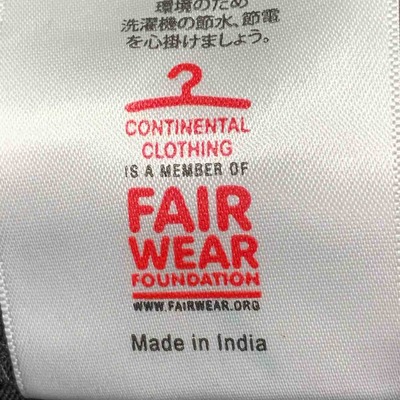 環境のため
洗濯機の節水、節電
を心掛けましょう。
CONTINENTAL
CLOTHING
IS A MEMBER OF
FAIR
WEAR
FOUNDATION
WWW.FAIRWEAR.ORG
Made in India